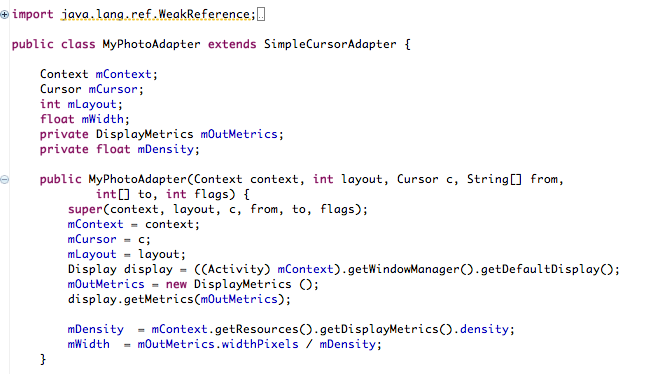 import java.lang.ref.WeakReference;
public class MyPhotoAdapter extends SimpleCursorAdapter {
Context mContext;
Cursor mCursor;
int mLayout;
float mWidth;
private DisplayMetrics mOutMetrics;
private float mDensity;
public MyPhotoAdapter(Context context, int layout, Cursor c, String[] from,
int[] to, int flags) {
super(context, layout, c, from, to, flags);
mContext = context;
mCursor = c;
mLayout = layout;
Display display = ((Activity) mContext).getWindowManager().getDefaultDisplay();
mOutMetrics = new DisplayMetrics ();
display.getMetrics(mOutMetrics);
mDensity  = mContext.getResources().getDisplayMetrics().density;
mWidth  = mOutMetrics.widthPixels / mDensity;
}